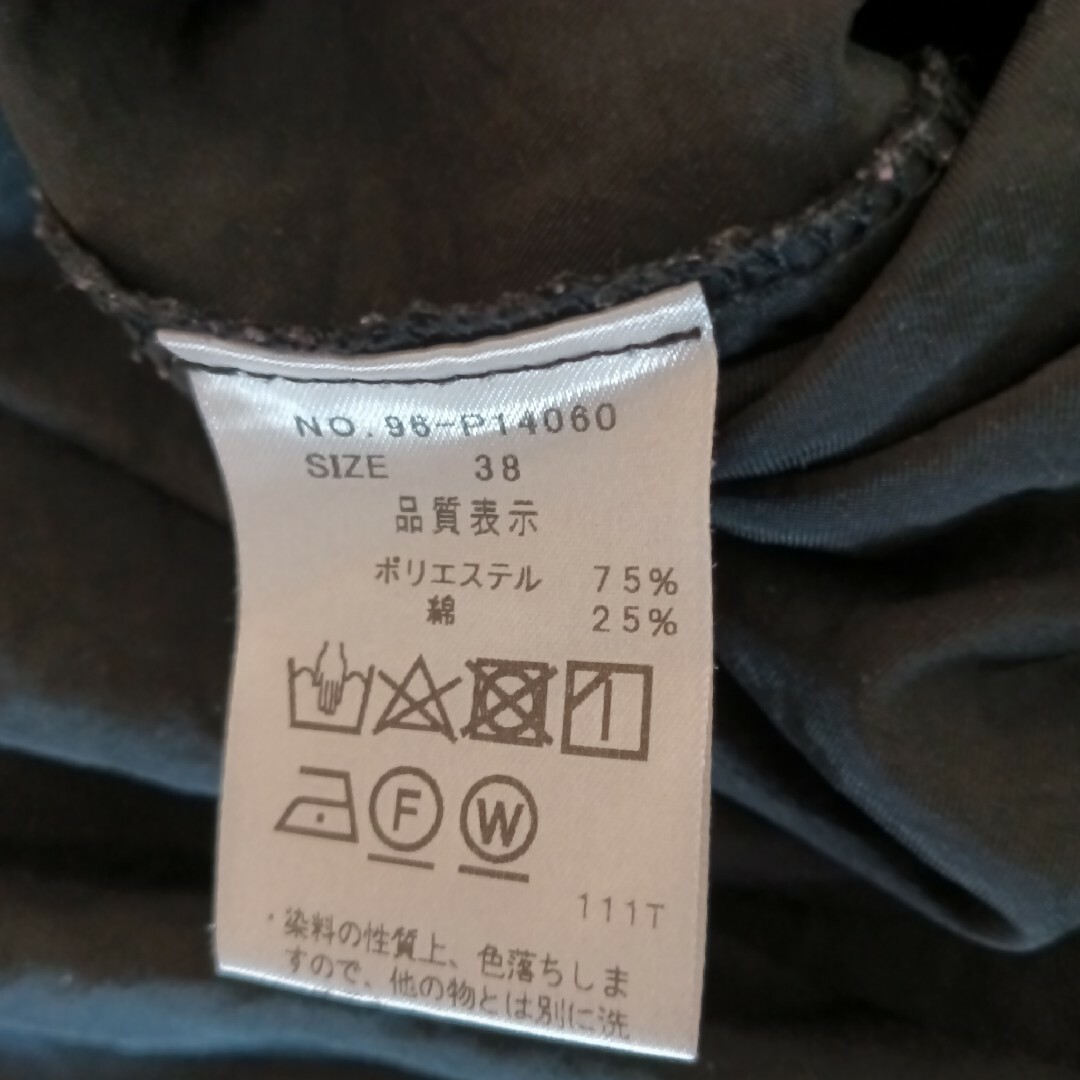 NO.96-P14060
SIZE 38
品質表示
ポリエステル 75%
綿 25%
F W
111T
・染料の性質上、色落ちしま
すので、他の物とは別に洗